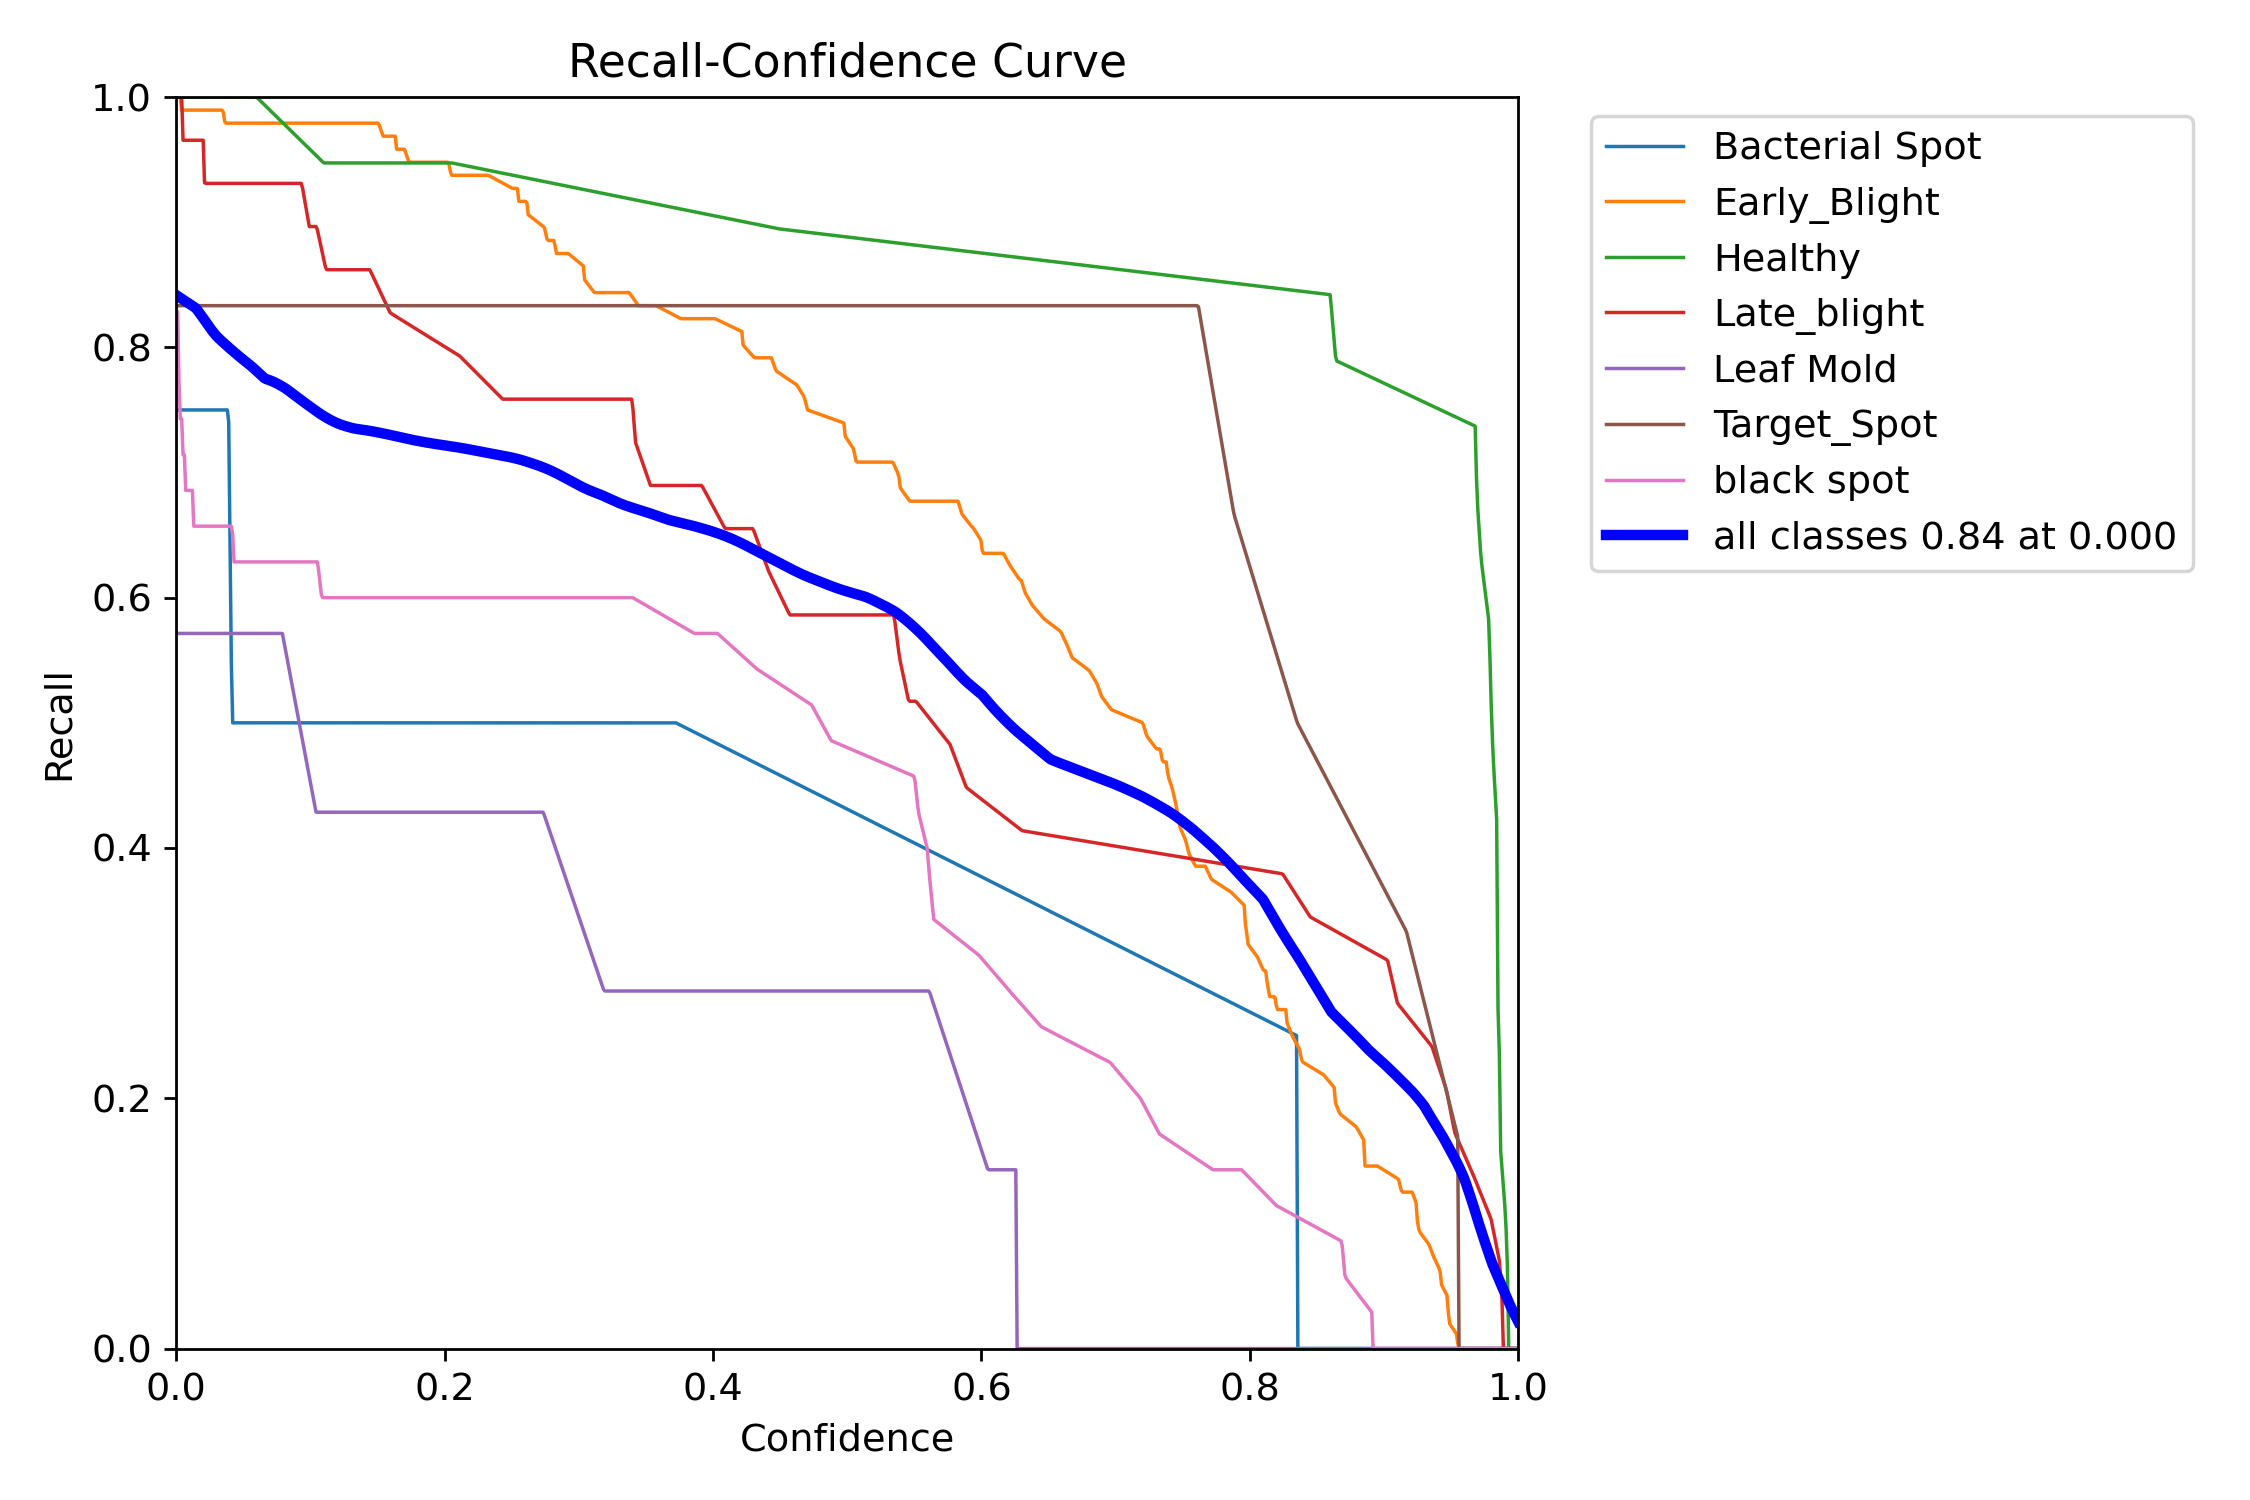 Recall-Confidence Curve
1.0
0.8
0.6
0.4
0.2
0.0
Recall
0.0 0.2 0.4 0.6 0.8 1.0
Confidence
Bacterial Spot
Early_Blight
Healthy
Late_blight
Leaf Mold
Target_Spot
black spot
all classes 0.84 at 0.000